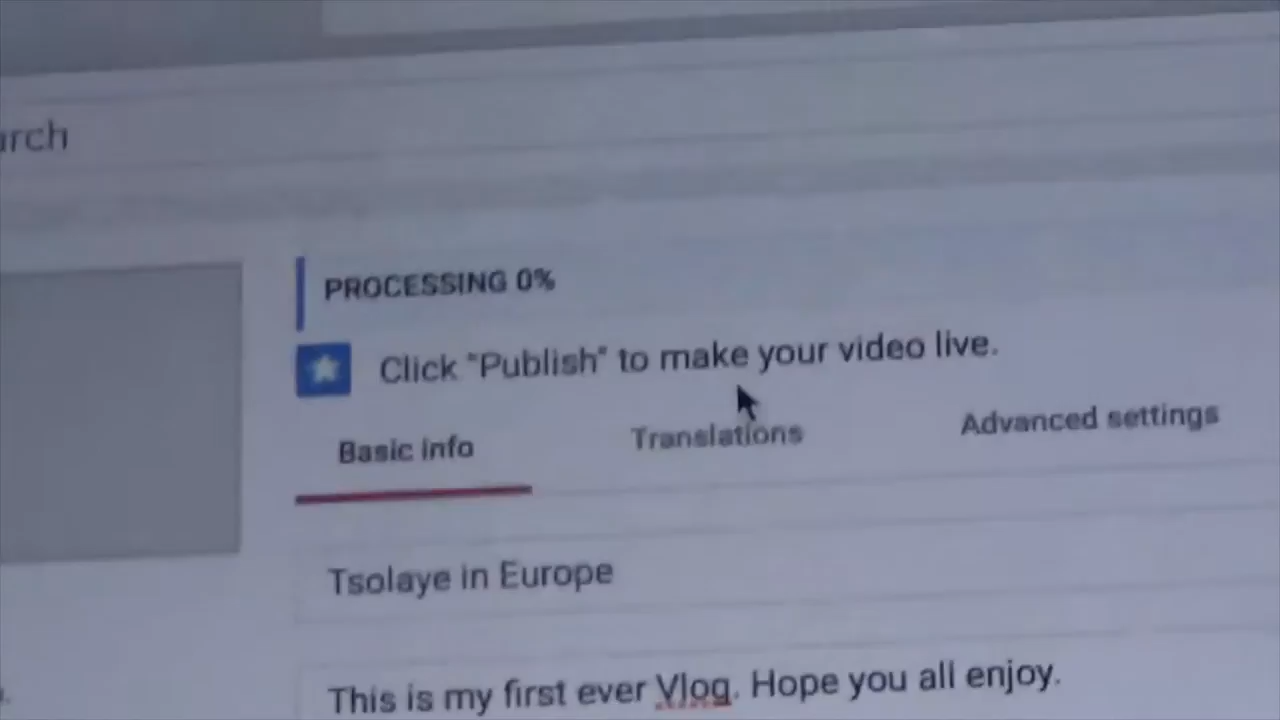 arch
PROCESSING 0%
Click "Publish" to make your video live.
Basic info Translations Advanced settings
Tsolaye in Europe
This is my first ever Vlog. Hope you all enjoy.